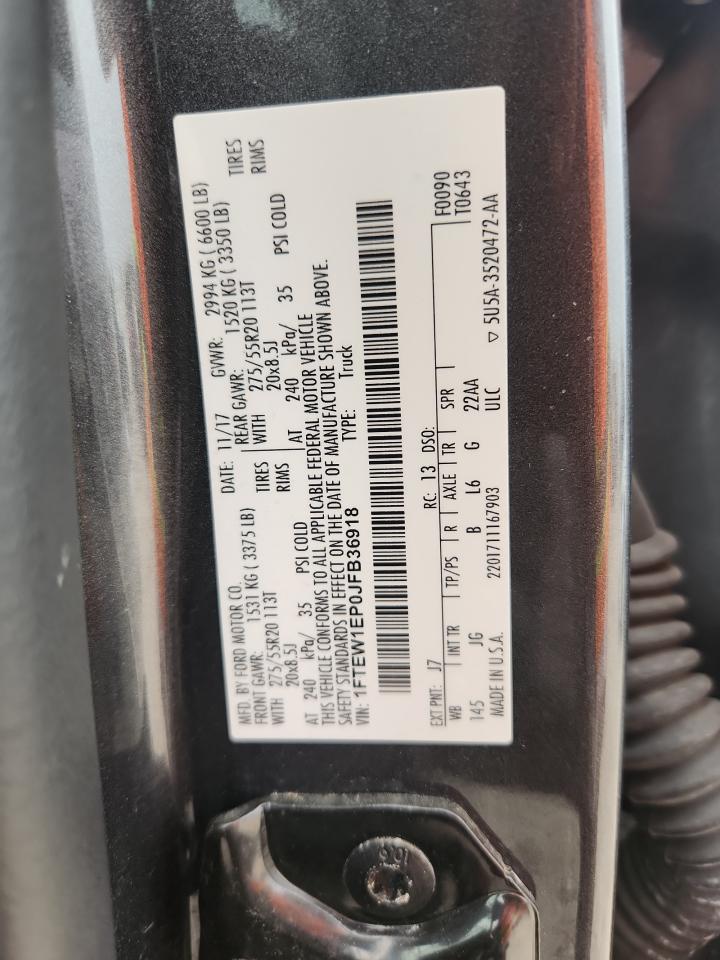 MFD. BY FORD MOTOR CO.
DATE: 11/17 GVWR: 2994 KG ( 6600 LB)
FRONT GAWR: 1531 KG ( 3375 LB) REAR GAWR: 1520 KG ( 3350 LB)
WITH 275/55R20 113T TIRES WITH 275/55R20 113T TIRES
20x8.5J RIMS 20x8.5J RIMS
AT 240 kPa/ 35 PSI COLD AT 240 kPa/ 35 PSI COLD
THIS VEHICLE CONFORMS TO ALL APPLICABLE FEDERAL MOTOR VEHICLE
SAFETY STANDARDS IN EFFECT ON THE DATE OF MANUFACTURE SHOWN ABOVE.
VIN: 1FTEW1EP0JFB36918 TYPE: Truck
F0090
T0643
EXT PNT: J7 RC: 13 DSO:
WB INT TR TP/PS R AXLE TR SPR
145 JG B L6 G 22AA
MADE IN U.S.A. 2201711167903 ULC ▽ 5U5A-3520472-AA
10.9